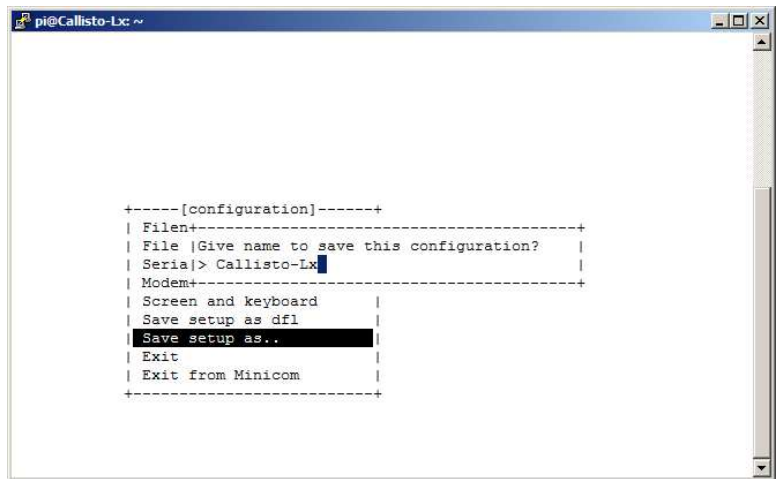 pi@Callisto-Lx: ~
+-----[configuration]------+
| Filen+-----------------------------------------+
| File |Give name to save this configuration?    |
| Seria|> Callisto-Lx                            |
| Modem+-----------------------------------------+
| Screen and keyboard      |
| Save setup as dfl        |
| Save setup as..          |
| Exit                     |
| Exit from Minicom        |
+--------------------------+